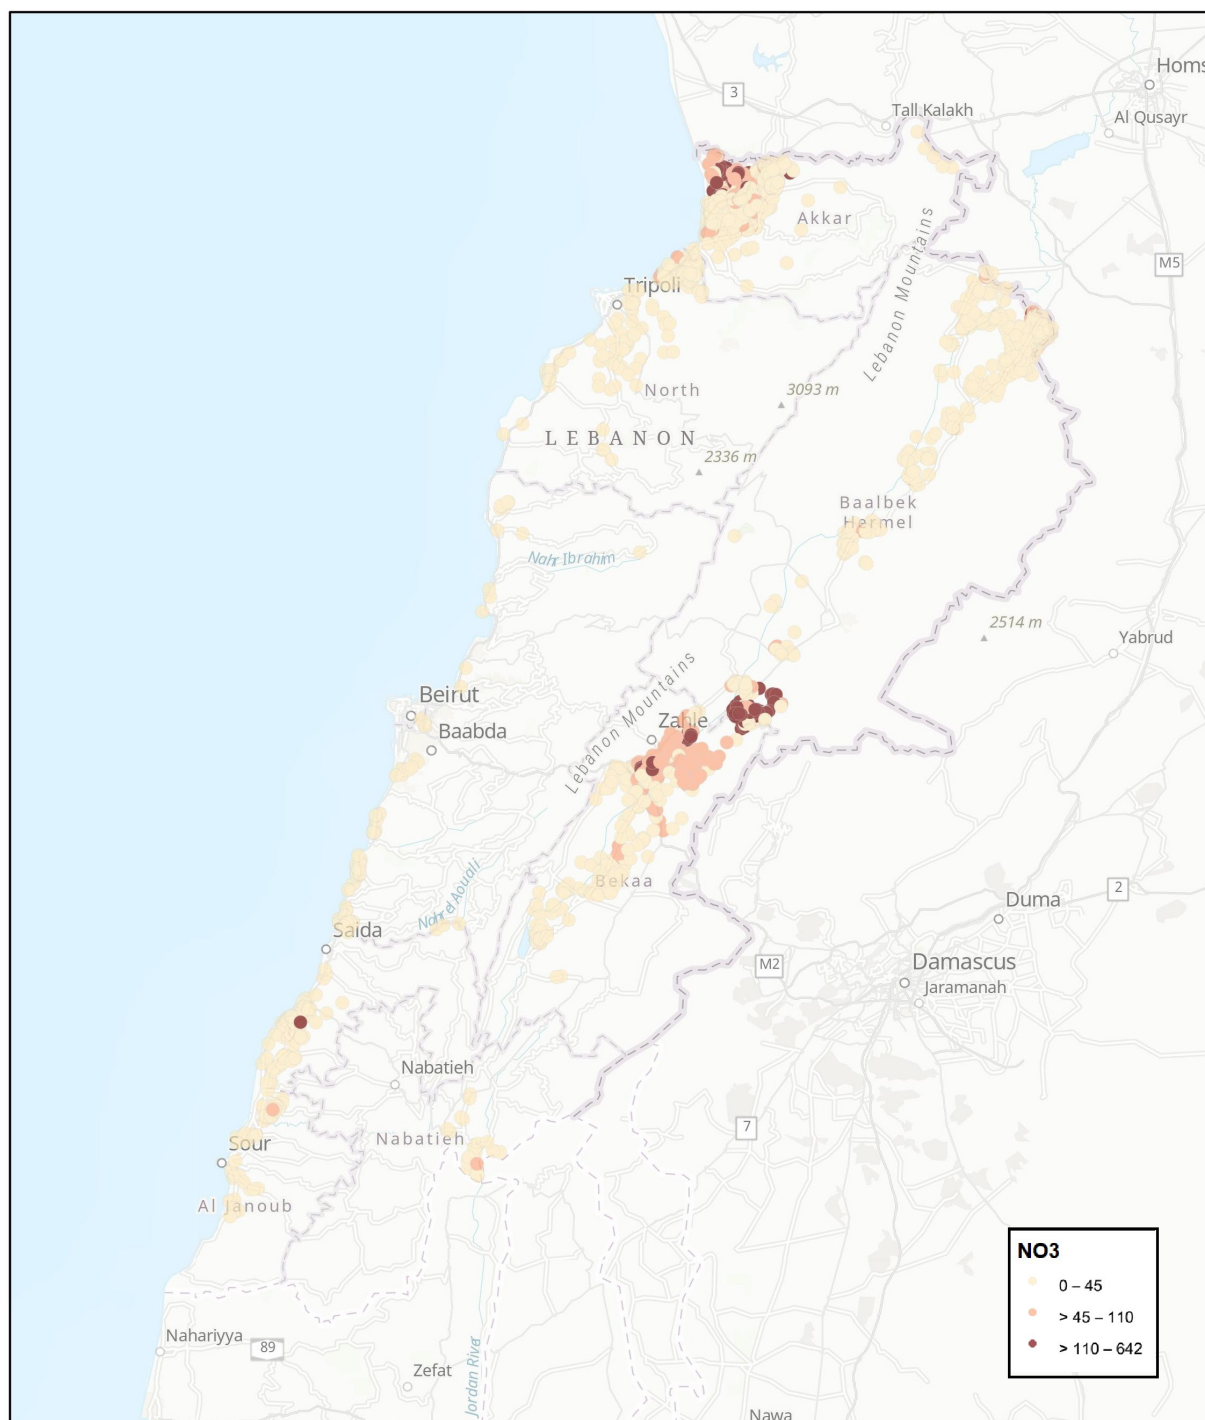 Homs
3
Tall Kalakh
Al Qusayr
Akkar
M5
Lebanon Mountains
Tripoli
North
3093 m
LEBANON
2336 m
Baalbek
Hermel
Nahr Ibrahim
2514 m
Yabrud
Lebanon Mountains
Beirut
Zahle
Baabda
Bekaa
2
Duma
Nahr el Aouali
Saida
M2
Damascus
Jaramanah
Nabatieh
7
Nabatieh
Sour
Al Janoub
NO3
0 – 45
> 45 – 110
> 110 – 642
Nahariyya
89
Zefat
Jordan River
Nawa